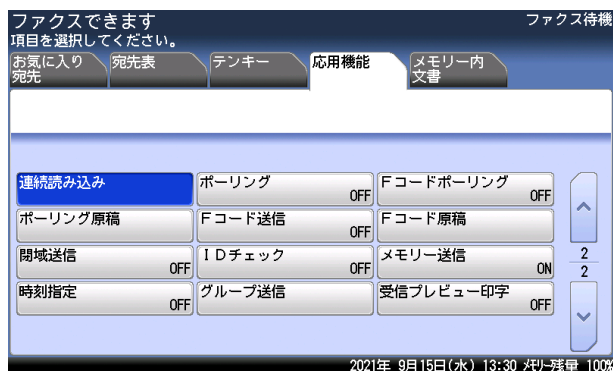 ファクスできます ファクス待機
項目を選択してください。
お気に入り宛先 宛先表 テンキー 応用機能 メモリー内文書
連続読み込み ポーリング OFF Fコードポーリング OFF
ポーリング原稿 Fコード送信 OFF Fコード原稿
閉域送信 OFF IDチェック OFF メモリー送信 ON 2
2
時刻指定 OFF グループ送信 受信プレビュー印字 OFF
2021年 9月15日(水) 13:30 メモリー残量 100%